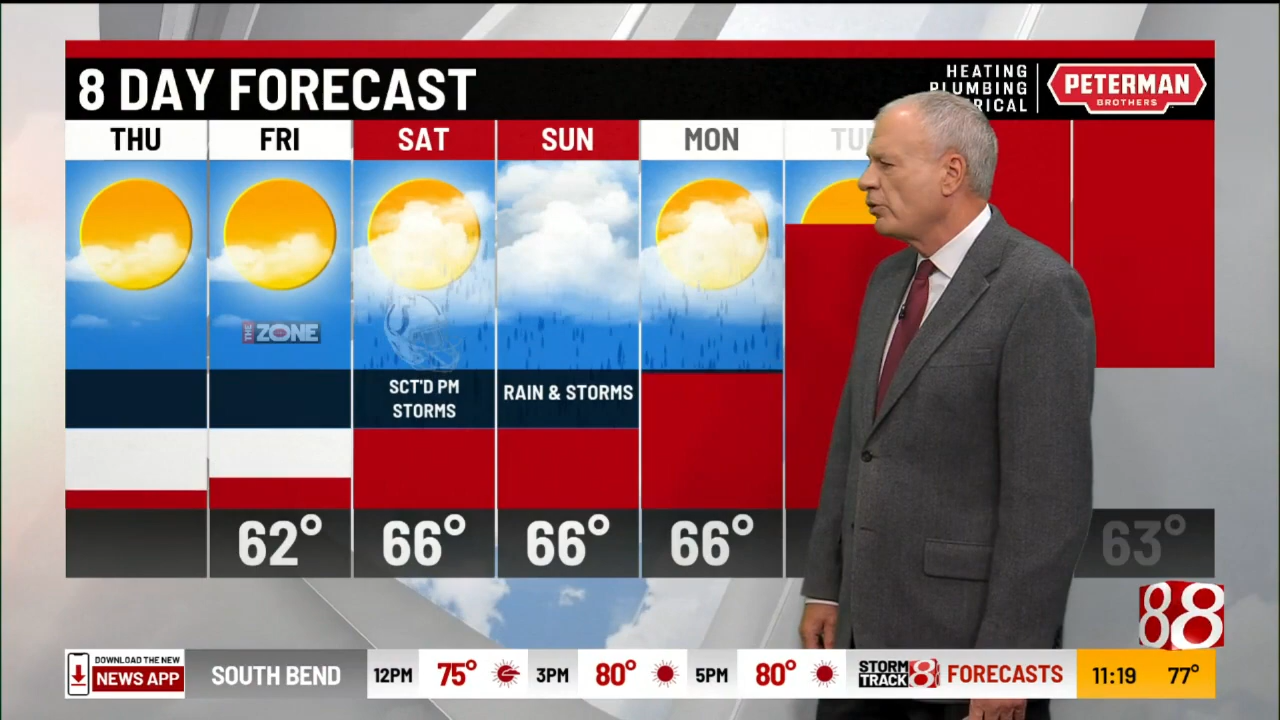 8 DAY FORECAST
HEATING
PLUMBING
PETERMAN
BROTHERS
THU
FRI
SAT
SUN
MON
THE ZONE
SCT'D PM
STORMS
RAIN & STORMS
62°
66°
66°
66°
63°
88
DOWNLOAD THE NEW
NEWS APP
SOUTH BEND
12PM
75°
3PM
80°
5PM
80°
STORM
TRACK 8
FORECASTS
11:19
77°